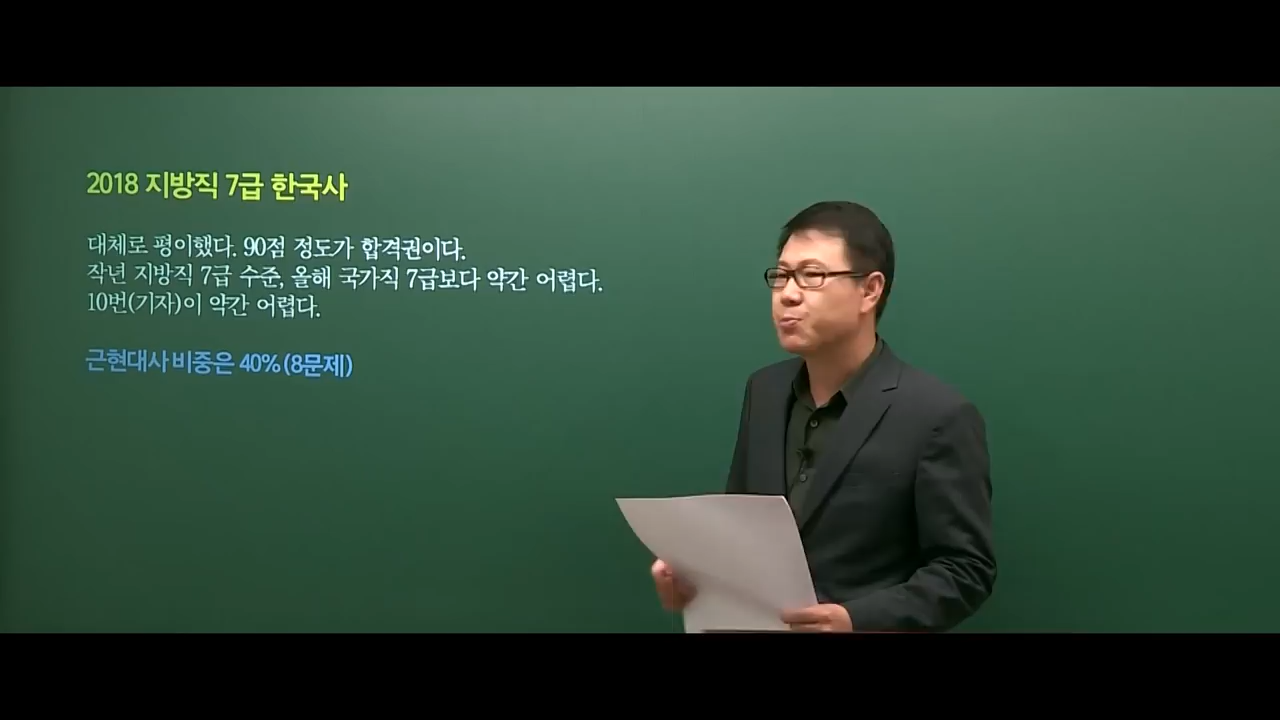 2018 지방직 7급 한국사
대체로 평이했다. 90점 정도가 합격권이다.
작년 지방직 7급 수준, 올해 국가직 7급보다 약간 어렵다.
10번(기자)이 약간 어렵다.
근현대사 비중은 40% (8문제)